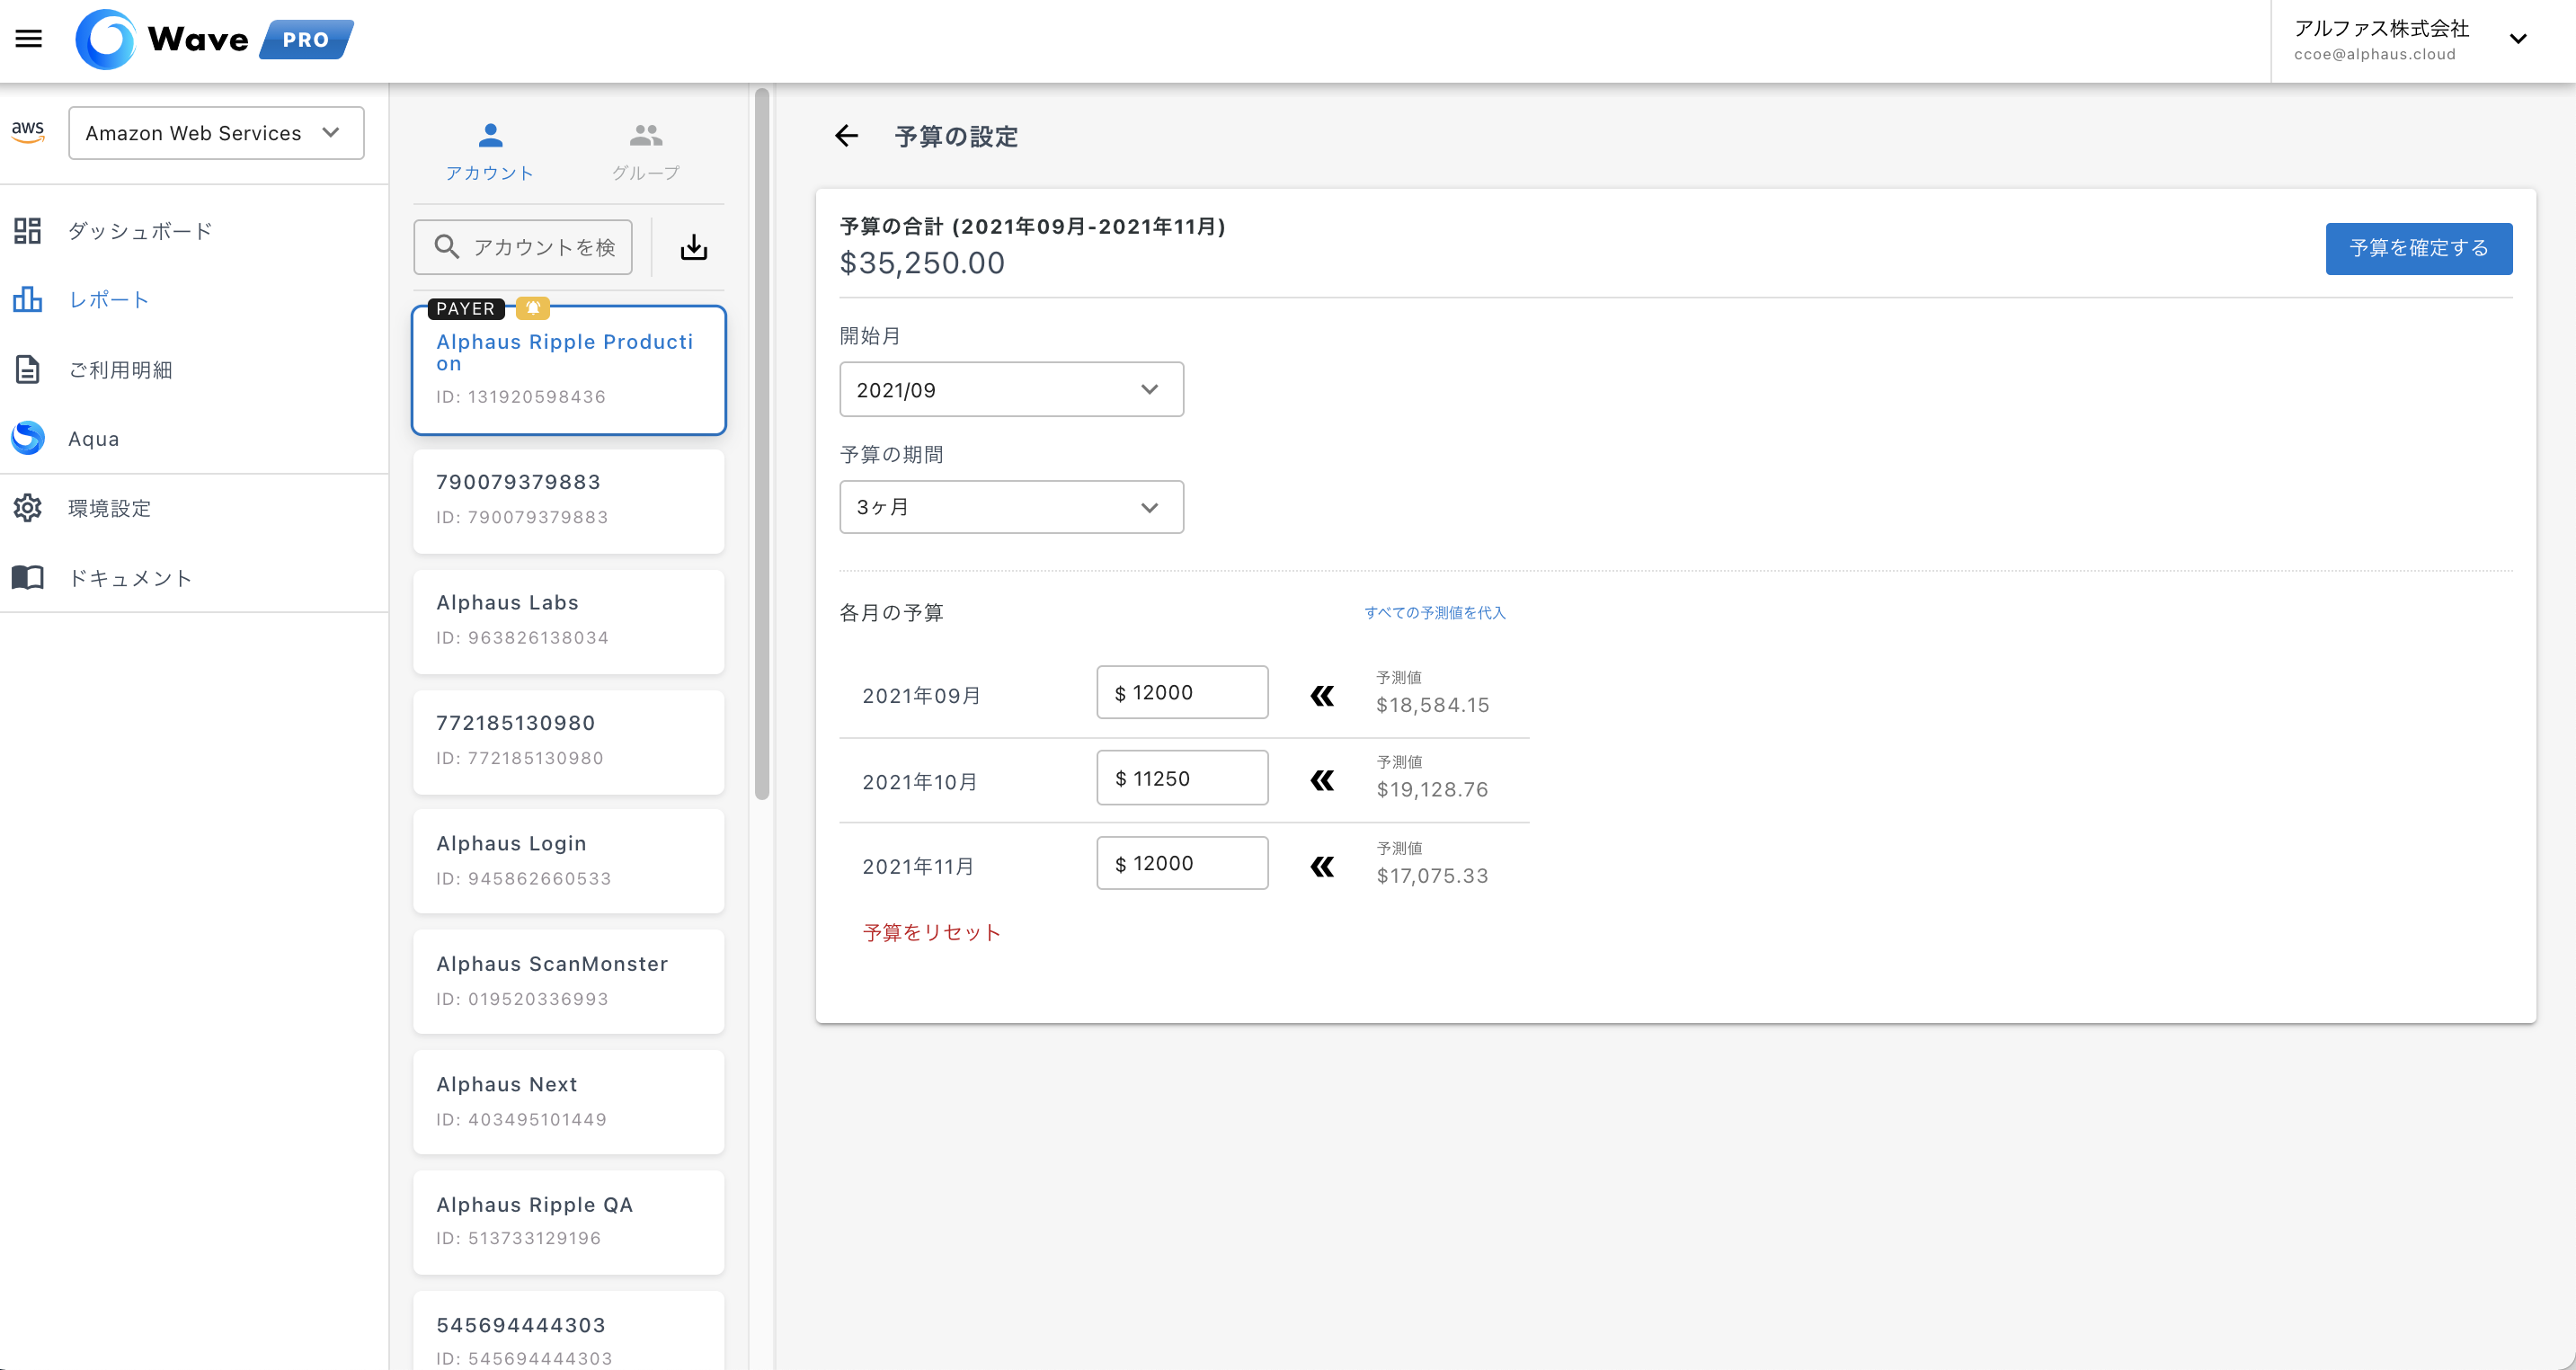 Wave PRO
アルファス株式会社
ccoe@alphaus.cloud
aws
Amazon Web Services
ダッシュボード
レポート
ご利用明細
Aqua
環境設定
ドキュメント
アカウント
グループ
アカウントを検
PAYER
Alphaus Ripple Producti
on
ID: 131920598436
790079379883
ID: 790079379883
Alphaus Labs
ID: 963826138034
772185130980
ID: 772185130980
Alphaus Login
ID: 945862660533
Alphaus ScanMonster
ID: 019520336993
Alphaus Next
ID: 403495101449
Alphaus Ripple QA
ID: 513733129196
545694444303
ID: 545694444303
予算の設定
予算の合計 (2021年09月-2021年11月)
$35,250.00
予算を確定する
開始月
2021/09
予算の期間
3ヶ月
各月の予算
すべての予測値を代入
2021年09月
$ 12000
予測値
$18,584.15
2021年10月
$ 11250
予測値
$19,128.76
2021年11月
$ 12000
予測値
$17,075.33
予算をリセット